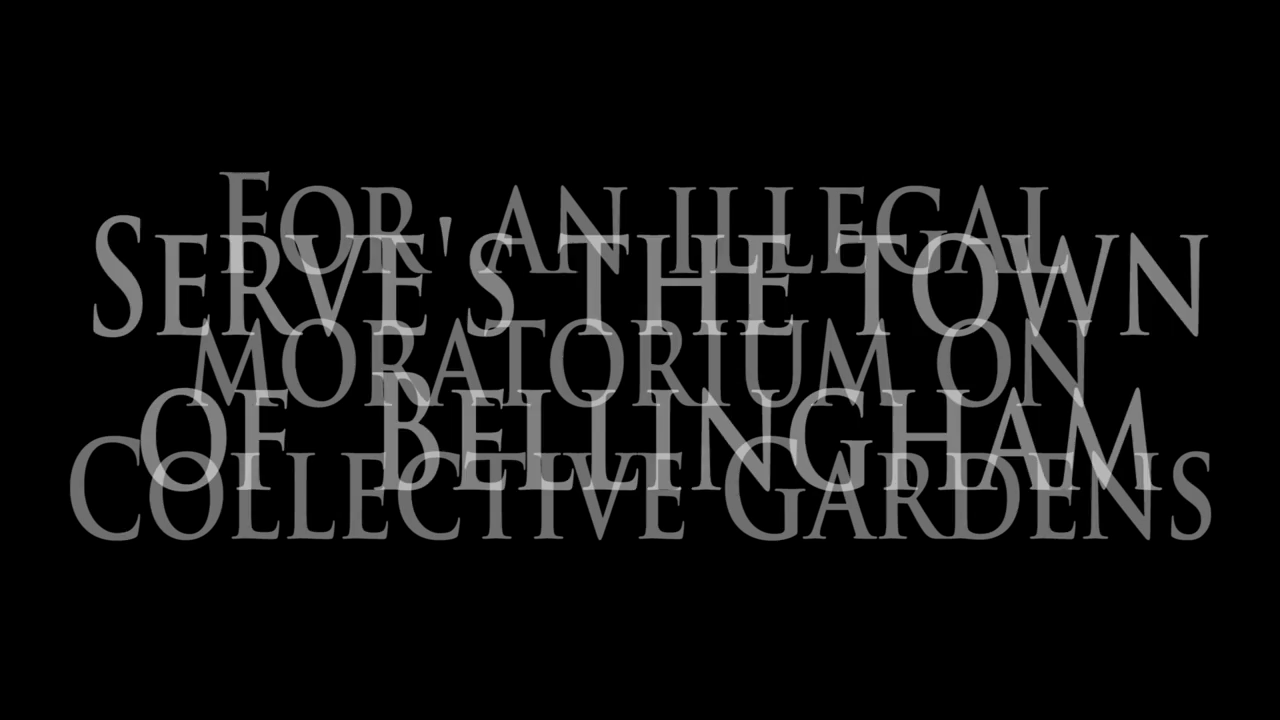 Serve's the town
of Bellingham
For an illegal
moratorium on
Collective Gardens